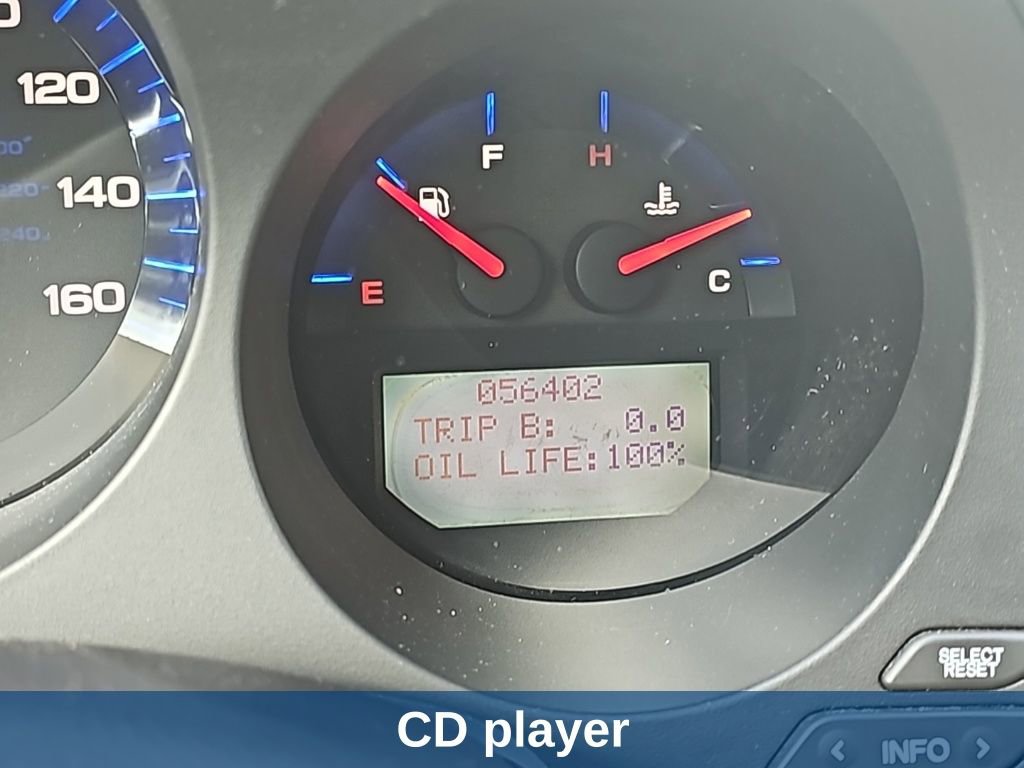 120
140
160
F
H
E
C
056402
TRIP B: 0.0
OIL LIFE:100%
SELECT
RESET
CD player
< INFO >